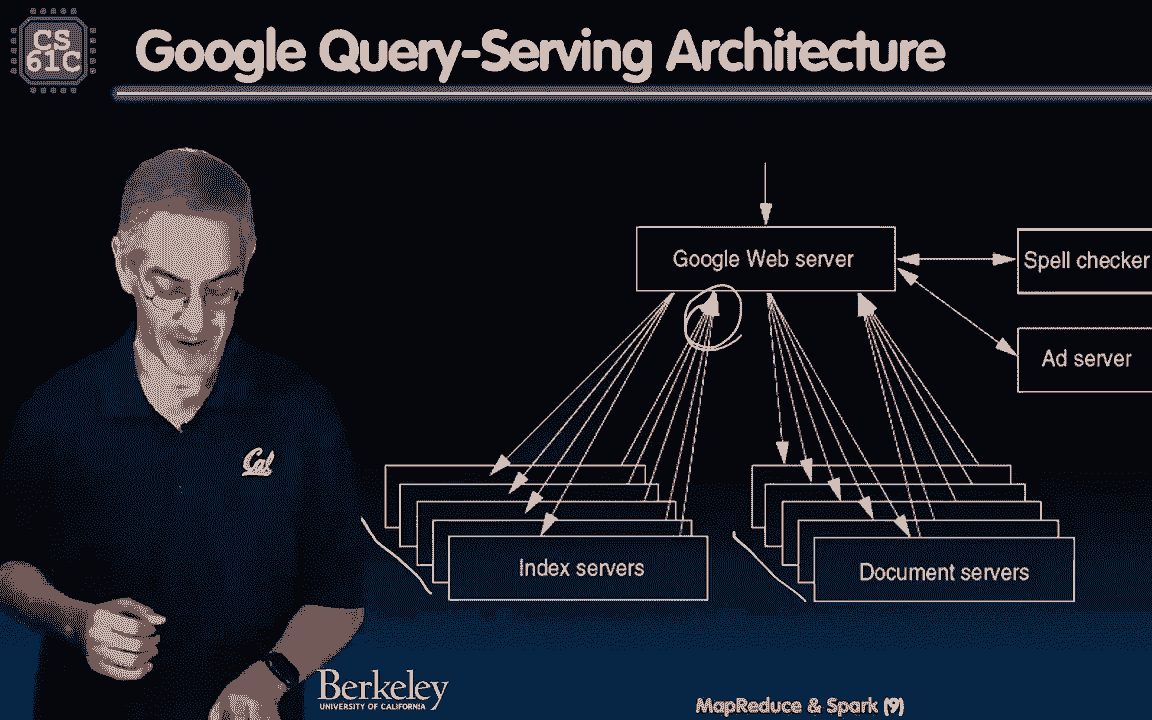 CS
61C
Google Query-Serving Architecture
Google Web server
Spell checker
Ad server
Index servers
Document servers
Cal
Berkeley
UNIVERSITY OF CALIFORNIA
MapReduce & Spark (9)